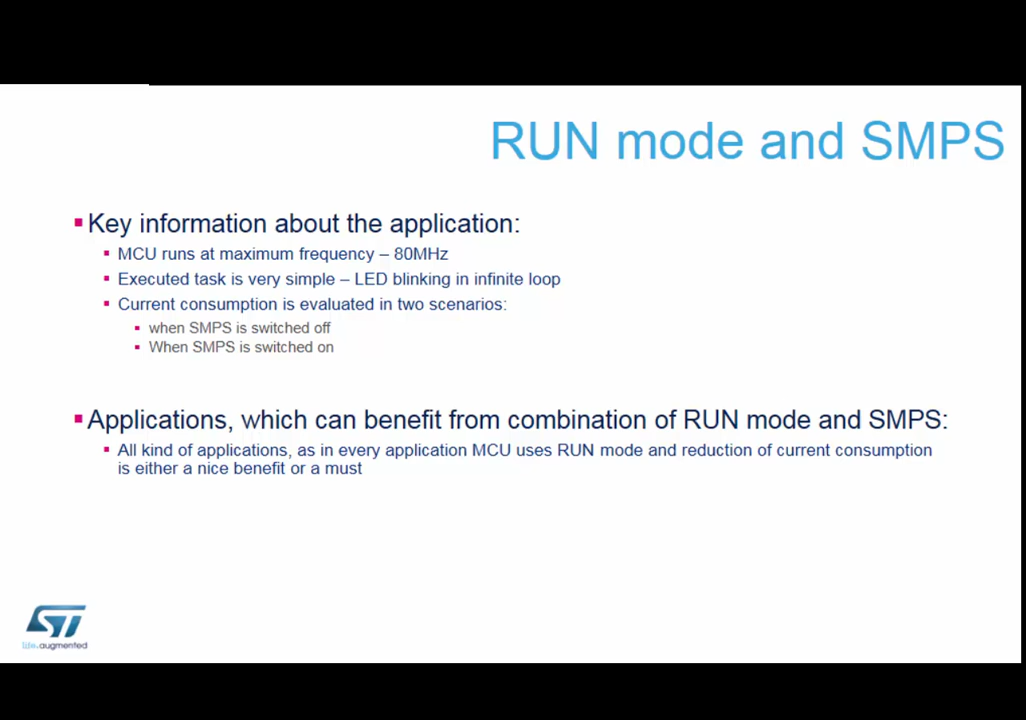 RUN mode and SMPS
Key information about the application:
MCU runs at maximum frequency – 80MHz
Executed task is very simple – LED blinking in infinite loop
Current consumption is evaluated in two scenarios:
when SMPS is switched off
When SMPS is switched on
Applications, which can benefit from combination of RUN mode and SMPS:
All kind of applications, as in every application MCU uses RUN mode and reduction of current consumption
is either a nice benefit or a must
ST
life.augmented